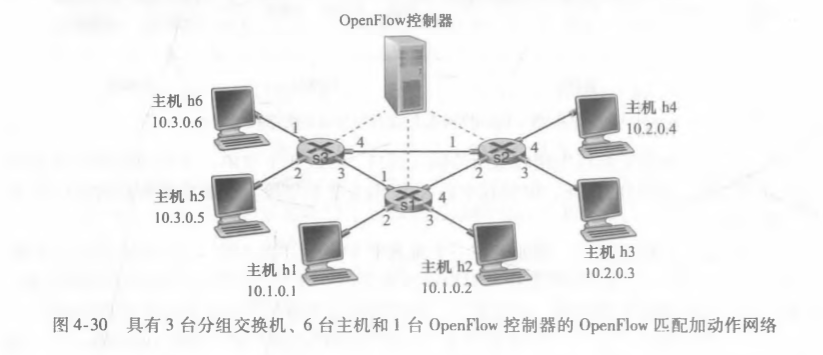 OpenFlow控制器
主机 h6
10.3.0.6
1
s3
4
2
3
主机 h5
10.3.0.5
1
s2
4
2
3
主机 h4
10.2.0.4
主机 h3
10.2.0.3
1
s1
4
2
3
主机 h1
10.1.0.1
主机 h2
10.1.0.2
图 4-30 具有 3 台分组交换机、6 台主机和 1 台 OpenFlow 控制器的 OpenFlow 匹配加动作网络